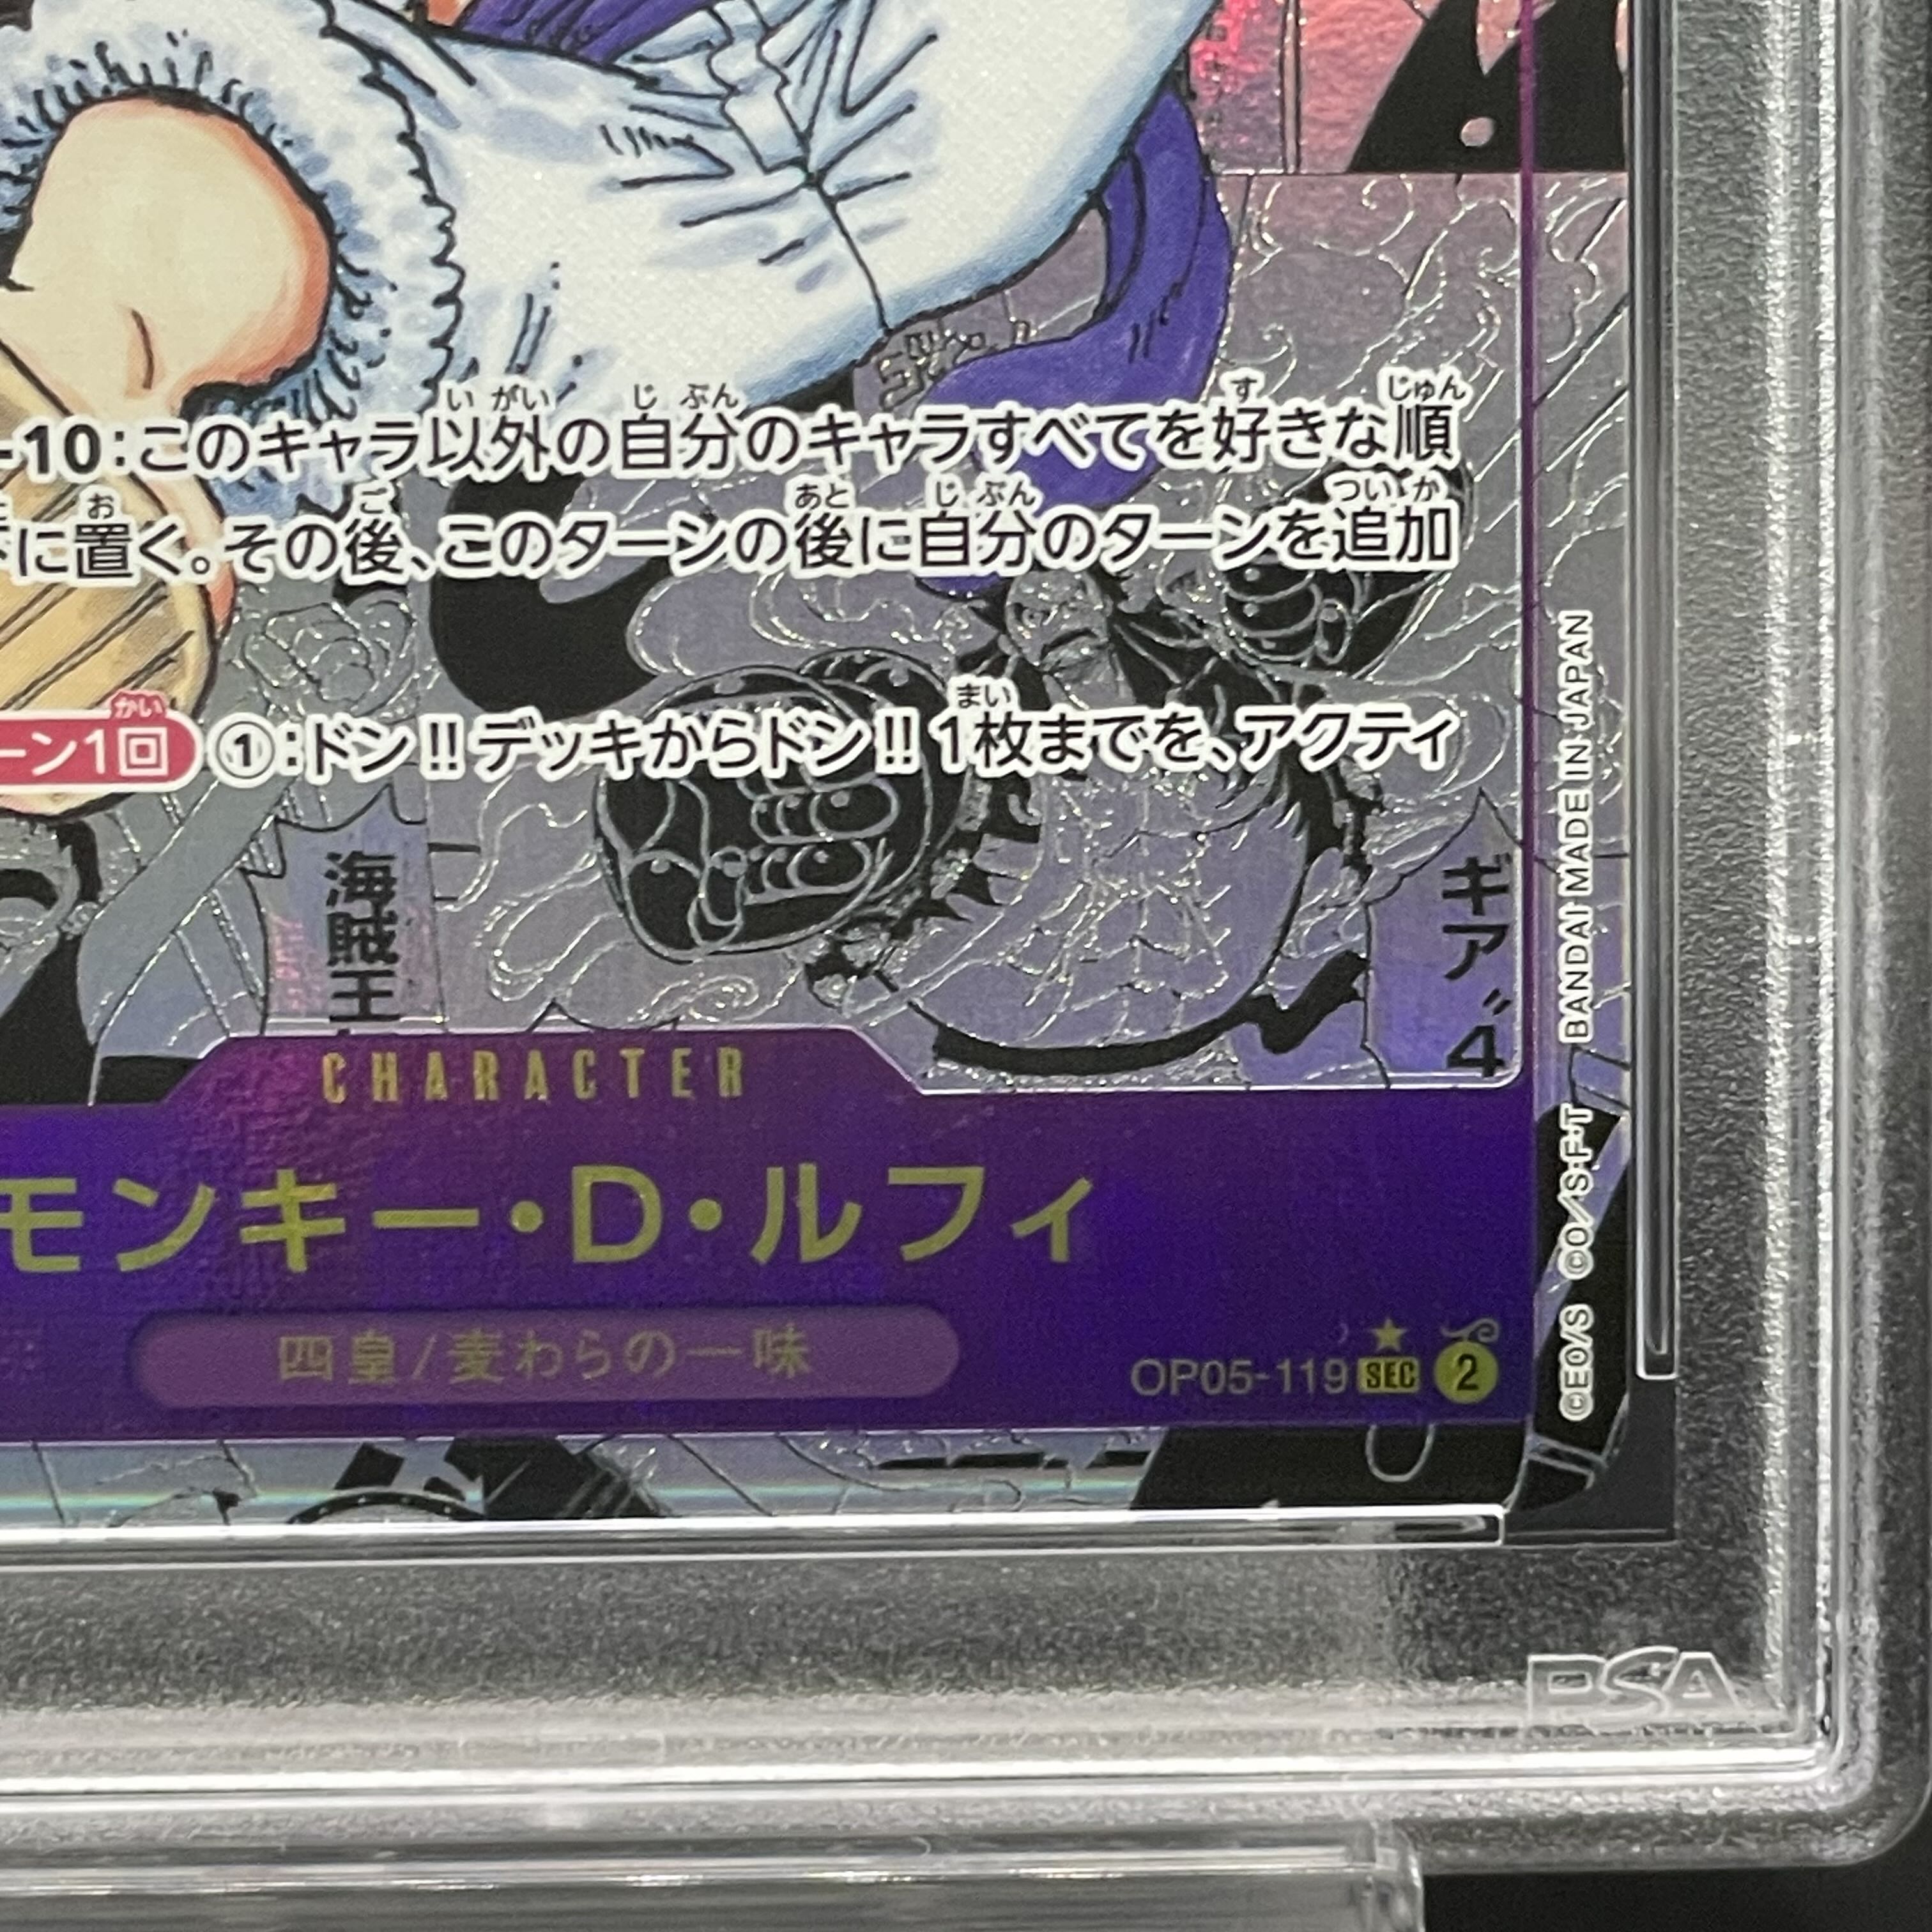 -10:このキャラ以外の自分のキャラすべてを好きな順
に置く。その後、このターンの後に自分のターンを追加
ーン1回 ①:ドン!!デッキからドン!!1枚までを、アクティ
海賊王
ギア"4
CHARACTER
モンキー・D・ルフィ
四皇/麦わらの一味
OP05-119 SEC 2
©E.O/S ©O/S・F・T BANDAI MADE IN JAPAN
PSA